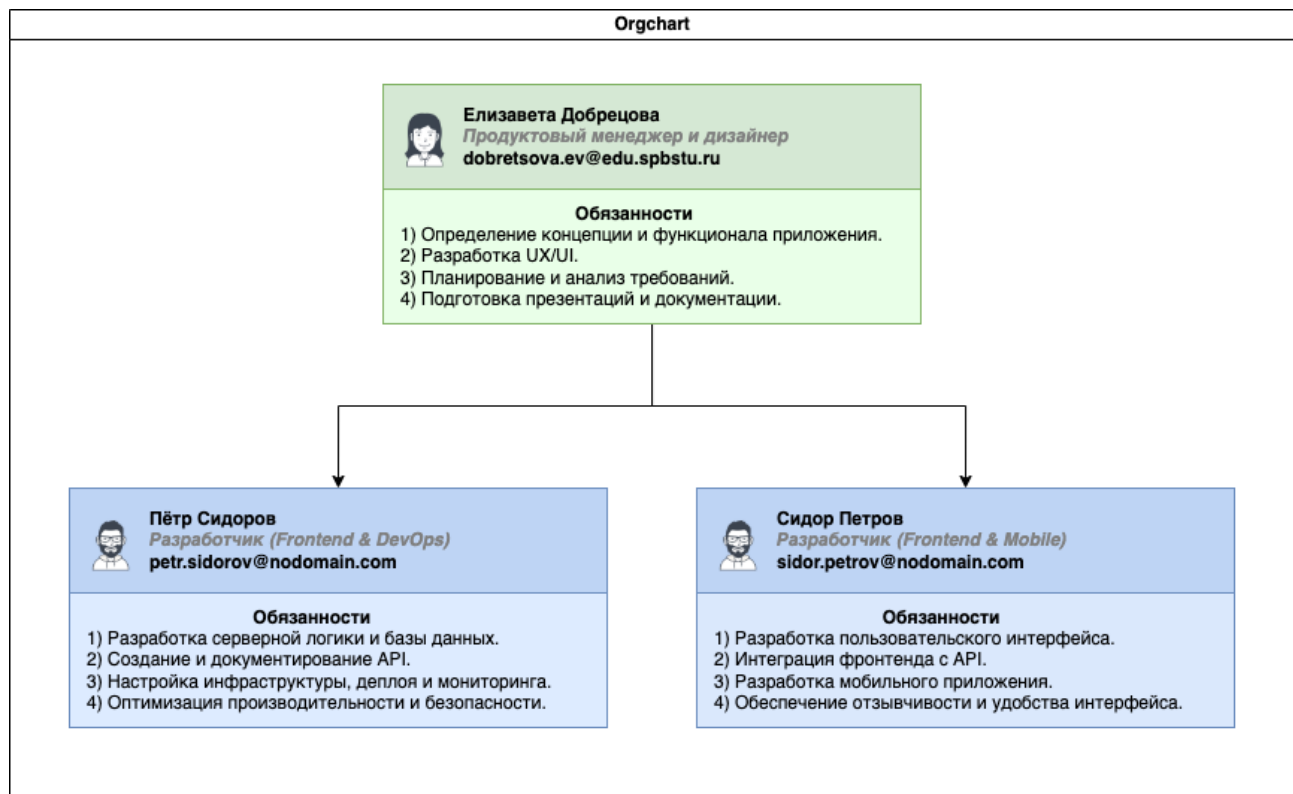 Orgchart
Елизавета Добрецова
Продуктовый менеджер и дизайнер
dobretsova.ev@edu.spbstu.ru
Обязанности
1) Определение концепции и функционала приложения.
2) Разработка UX/UI.
3) Планирование и анализ требований.
4) Подготовка презентаций и документации.
Пётр Сидоров
Разработчик (Frontend & DevOps)
petr.sidorov@nodomain.com
Обязанности
1) Разработка серверной логики и базы данных.
2) Создание и документирование API.
3) Настройка инфраструктуры, деплоя и мониторинга.
4) Оптимизация производительности и безопасности.
Сидор Петров
Разработчик (Frontend & Mobile)
sidor.petrov@nodomain.com
Обязанности
1) Разработка пользовательского интерфейса.
2) Интеграция фронтенда с API.
3) Разработка мобильного приложения.
4) Обеспечение отзывчивости и удобства интерфейса.